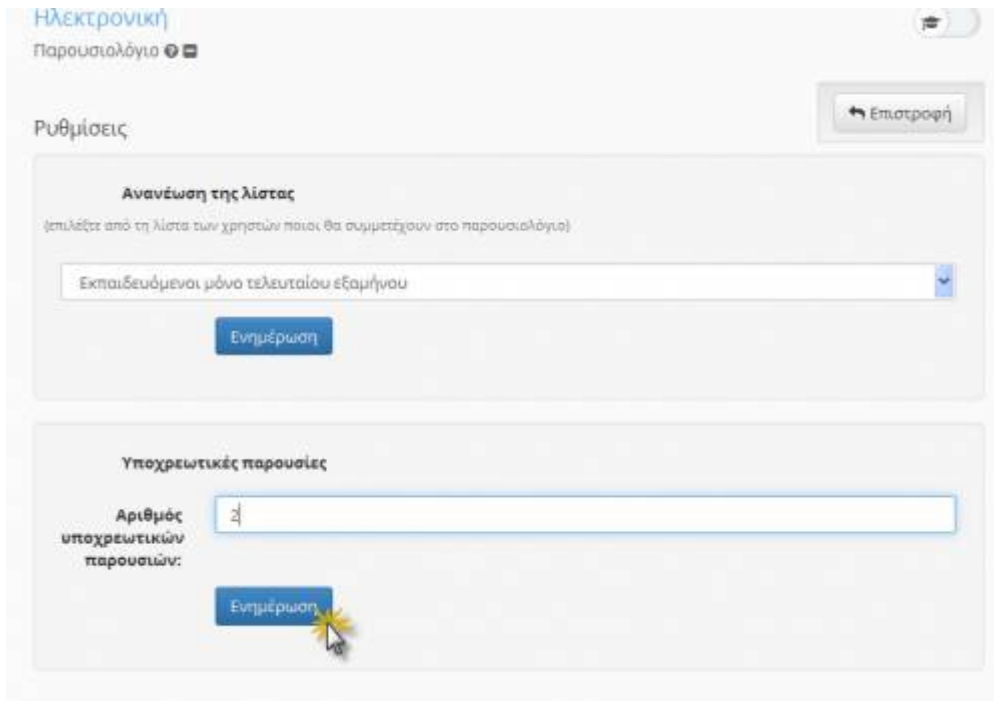 Ηλεκτρονική
Παρουσιολόγιο
Επιστροφή
Ρυθμίσεις
Ανανέωση της λίστας
(επιλέξτε από τη λίστα των χρηστών ποιοι θα συμμετέχουν στο παρουσιολόγιο)
Εκπαιδευόμενοι μόνο τελευταίου εξαμήνου
Ενημέρωση
Υποχρεωτικές παρουσίες
Αριθμός
υποχρεωτικών
παρουσιών:
2
Ενημέρωση